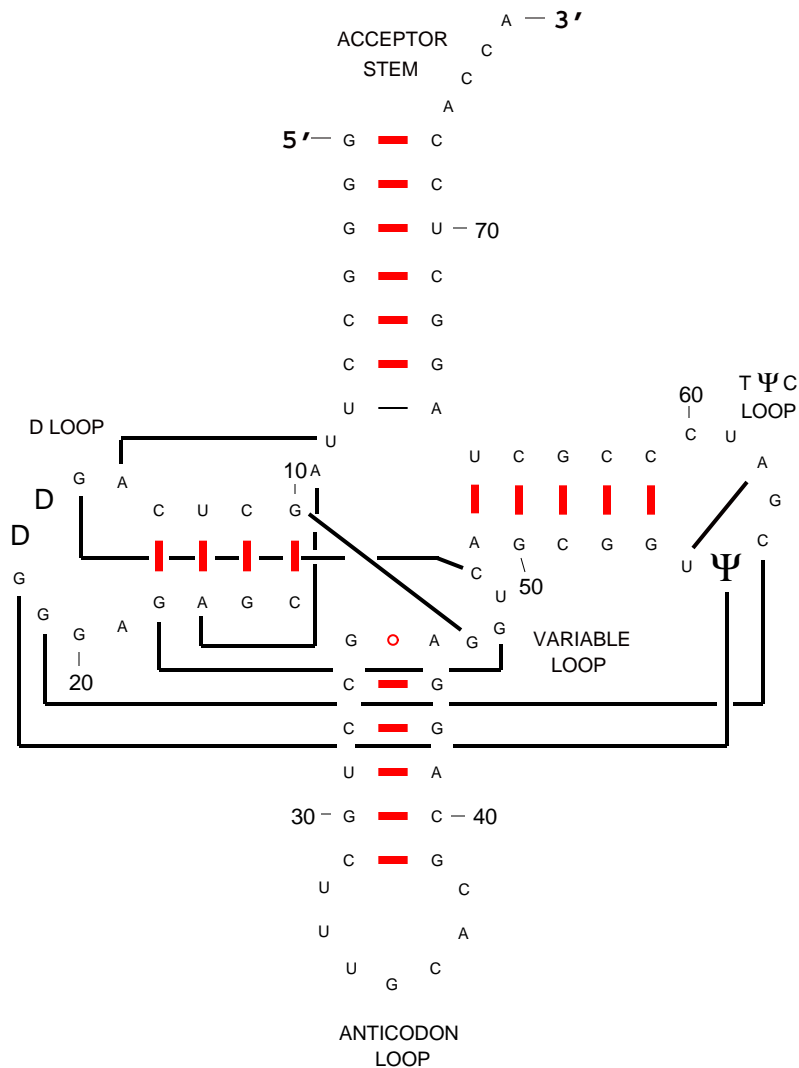 A 3′
ACCEPTOR
STEM
C
C
A
5′ G C
G C
G U 70
G C
C G
C G
U A
T Ψ C
LOOP
60
C U A G C
U C G C C
A G C G G U Ψ
50
D LOOP
U
A
10
G A
D
D
C U C G
G A G C
G
G
G
A
20
C
U
G
G
VARIABLE
LOOP
G A
C G
C G
U A
30 G C 40
C G
U C
U A
U C
G
ANTICODON
LOOP